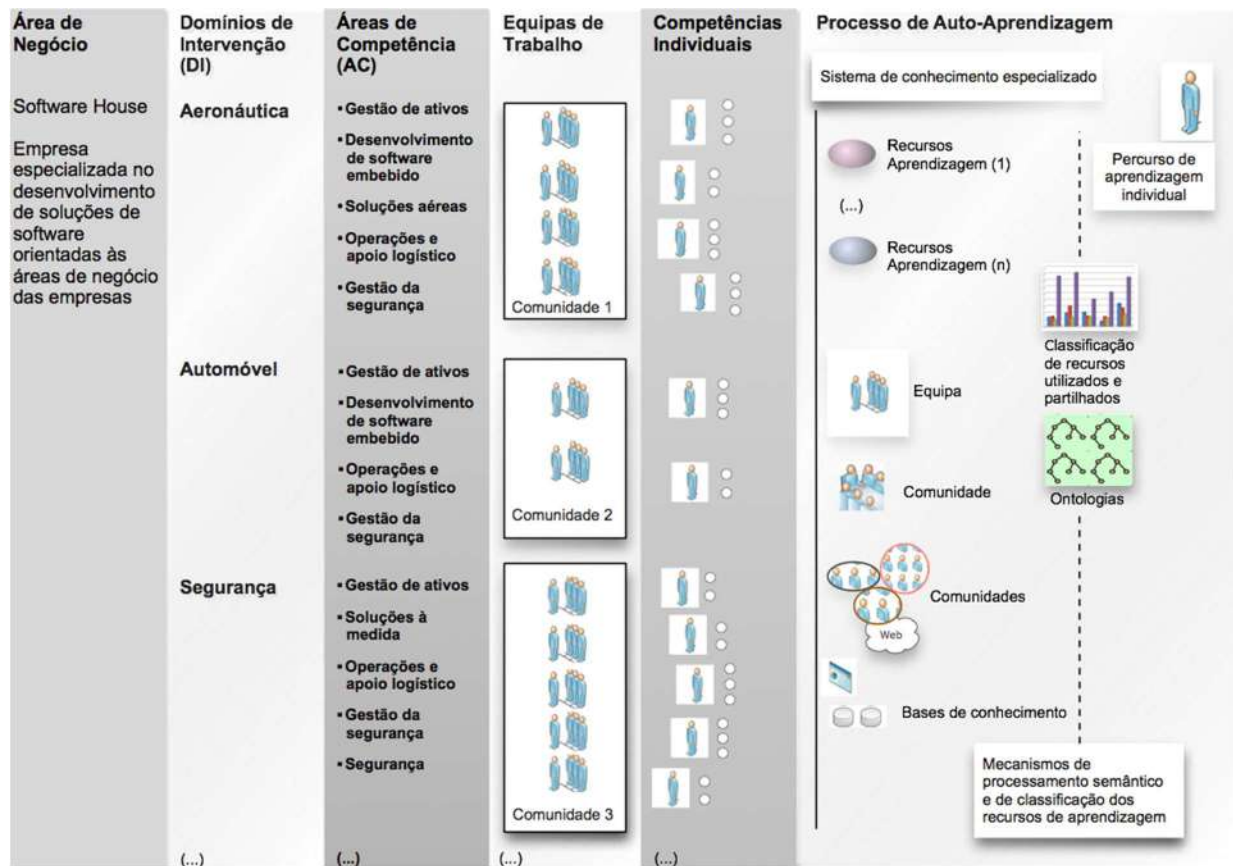 Área de
Negócio
Domínios de
Intervenção
(DI)
Áreas de
Competência
(AC)
Equipas de
Trabalho
Competências
Individuais
Processo de Auto-Aprendizagem
Software House
Empresa
especializada no
desenvolvimento
de soluções de
software
orientadas às
áreas de negócio
das empresas
Aeronáutica
▪Gestão de ativos
▪Desenvolvimento
de software
embebido
▪Soluções aéreas
▪Operações e
apoio logístico
▪Gestão da
segurança
Comunidade 1
Automóvel
▪Gestão de ativos
▪Desenvolvimento
de software
embebido
▪Operações e
apoio logístico
▪Gestão da
segurança
Comunidade 2
Segurança
▪Gestão de ativos
▪Soluções à
medida
▪Operações e
apoio logístico
▪Gestão da
segurança
▪Segurança
Comunidade 3
(...)
(...)
(...)
(...)
Sistema de conhecimento especializado
Percurso de
aprendizagem
individual
Recursos
Aprendizagem (1)
(...)
Recursos
Aprendizagem (n)
Classificação
de recursos
utilizados e
partilhados
Equipa
Comunidade
Ontologias
Comunidades
Web
Bases de conhecimento
Mecanismos de
processamento semântico
e de classificação dos
recursos de aprendizagem